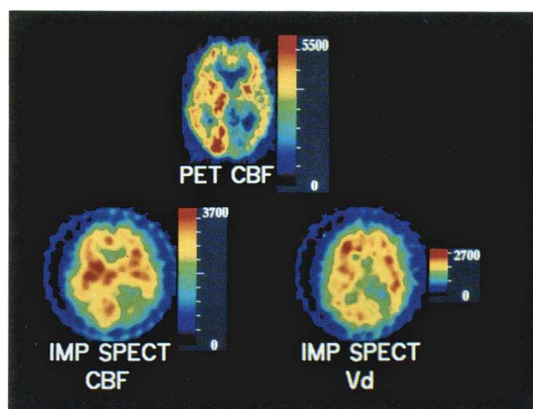 5500
0
PET CBF
3700
0
IMP SPECT
CBF
2700
0
IMP SPECT
Vd